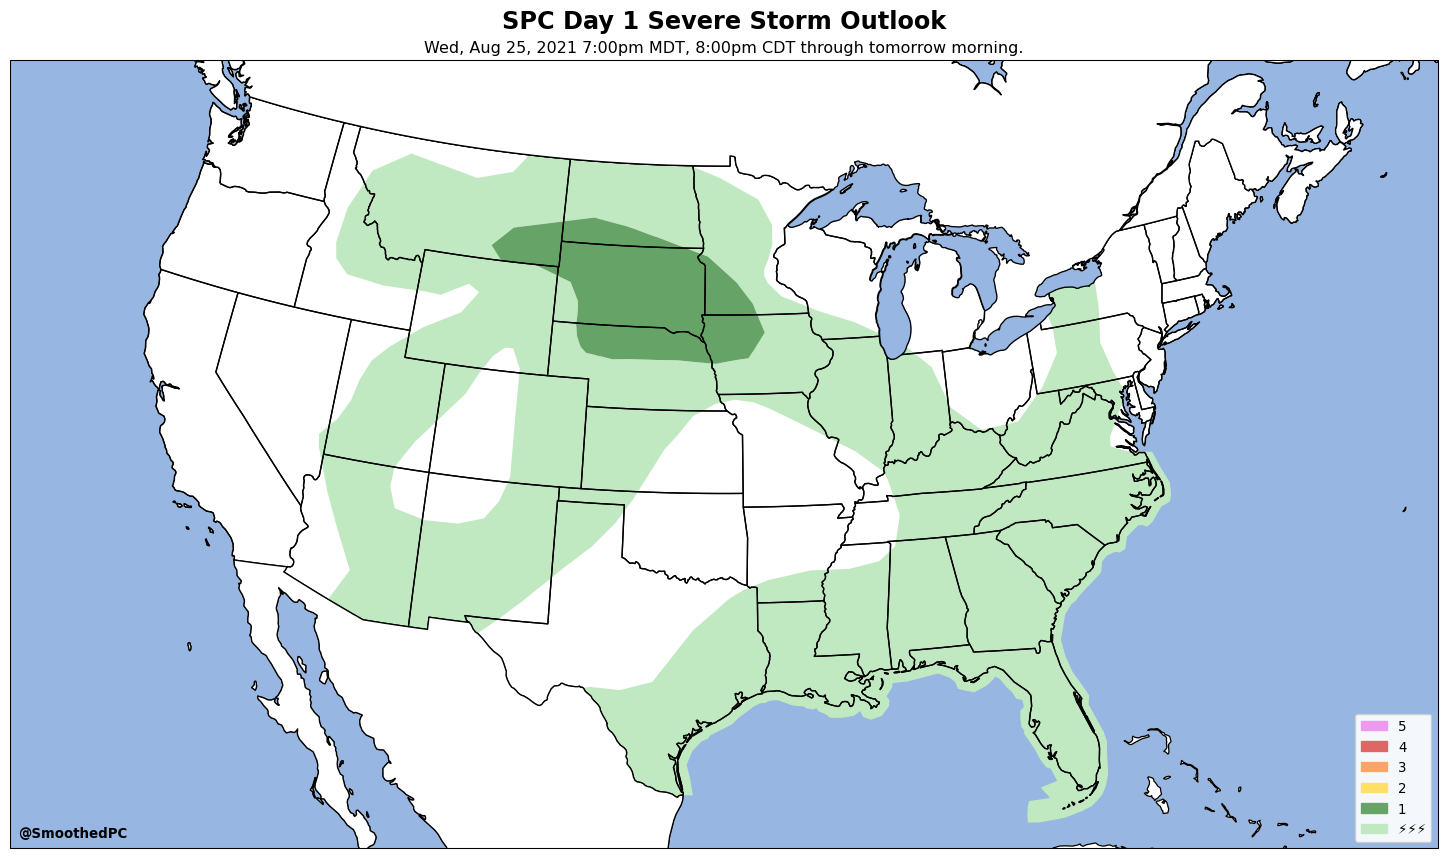 SPC Day 1 Severe Storm Outlook
Wed, Aug 25, 2021 7:00pm MDT, 8:00pm CDT through tomorrow morning.
5
4
3
2
1
⚡⚡⚡
@SmoothedPC